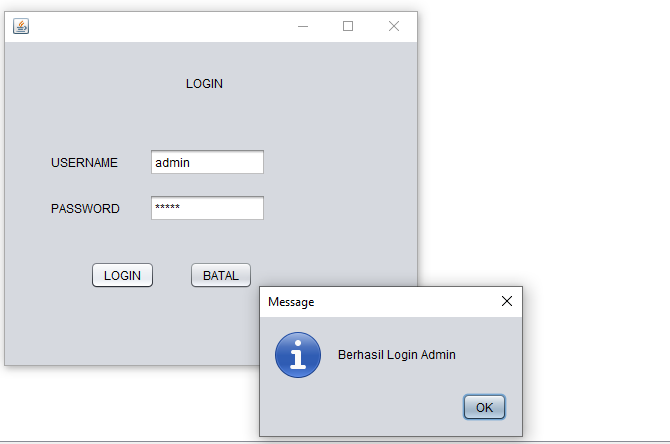 LOGIN
USERNAME
admin
PASSWORD
*****
LOGIN
BATAL
Message
Berhasil Login Admin
OK